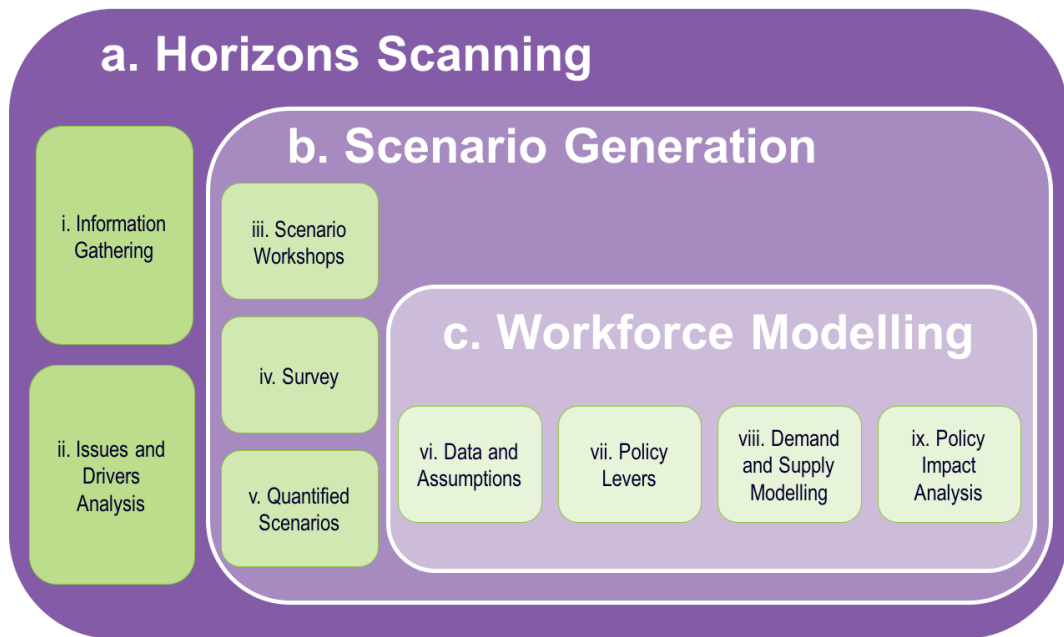 a. Horizons Scanning
b. Scenario Generation
i. Information
Gathering
iii. Scenario
Workshops
c. Workforce Modelling
iv. Survey
ii. Issues and
Drivers
Analysis
v. Quantified
Scenarios
vi. Data and
Assumptions
vii. Policy
Levers
viii. Demand
and Supply
Modelling
ix. Policy
Impact
Analysis